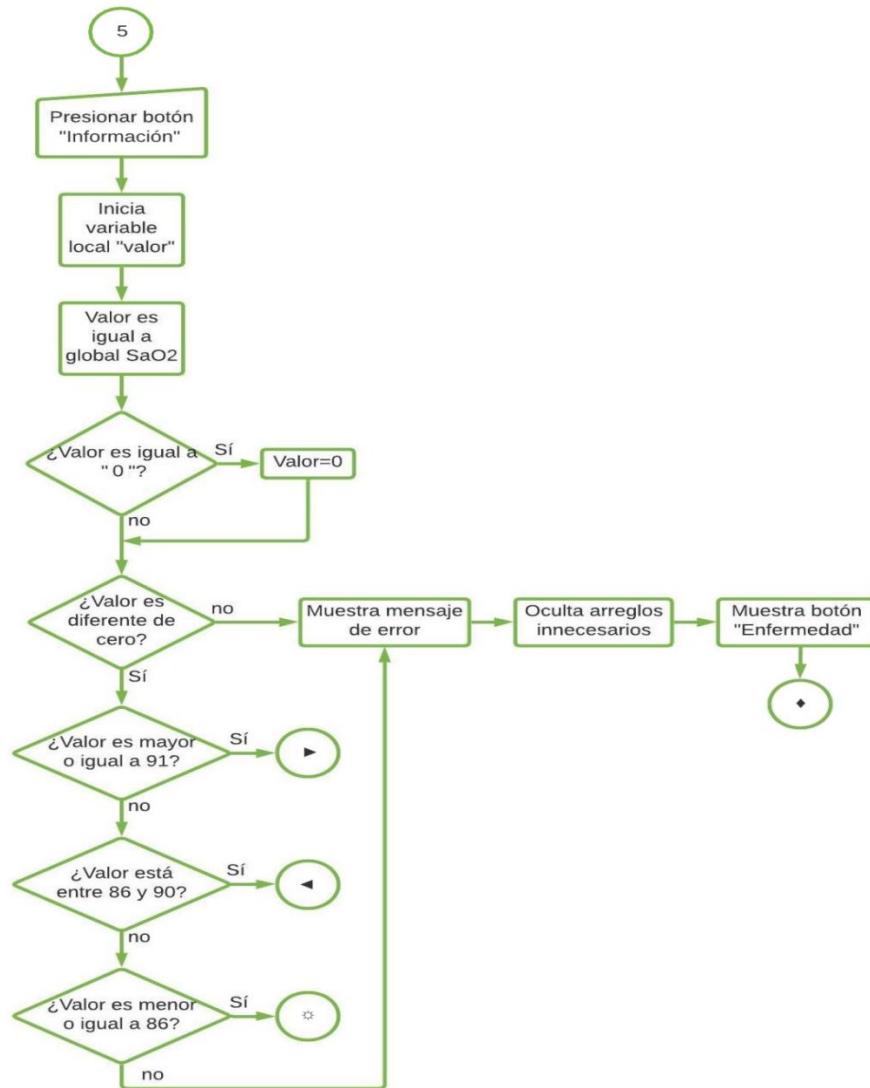 5
Presionar botón
"Información"
Inicia
variable
local "valor"
Valor es
igual a
global SaO2
¿Valor es igual a
" 0 "?
Sí
Valor=0
no
¿Valor es
diferente de
cero?
no
Muestra mensaje
de error
Oculta arreglos
innecesarios
Muestra botón
"Enfermedad"
Sí
¿Valor es mayor
o igual a 91?
Sí
no
¿Valor está
entre 86 y 90?
Sí
no
¿Valor es menor
o igual a 86?
Sí
no